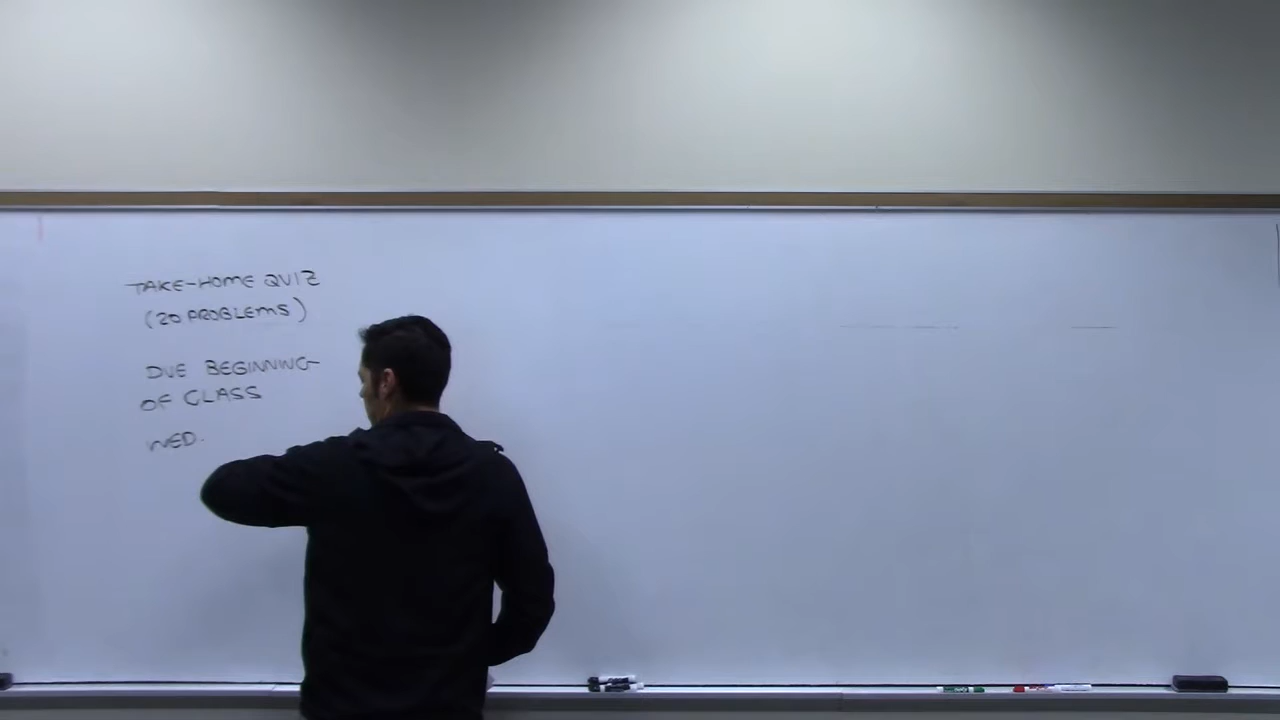 TAKE-HOME QUIZ
(20 PROBLEMS)
DUE BEGINNING
OF CLASS
WED.